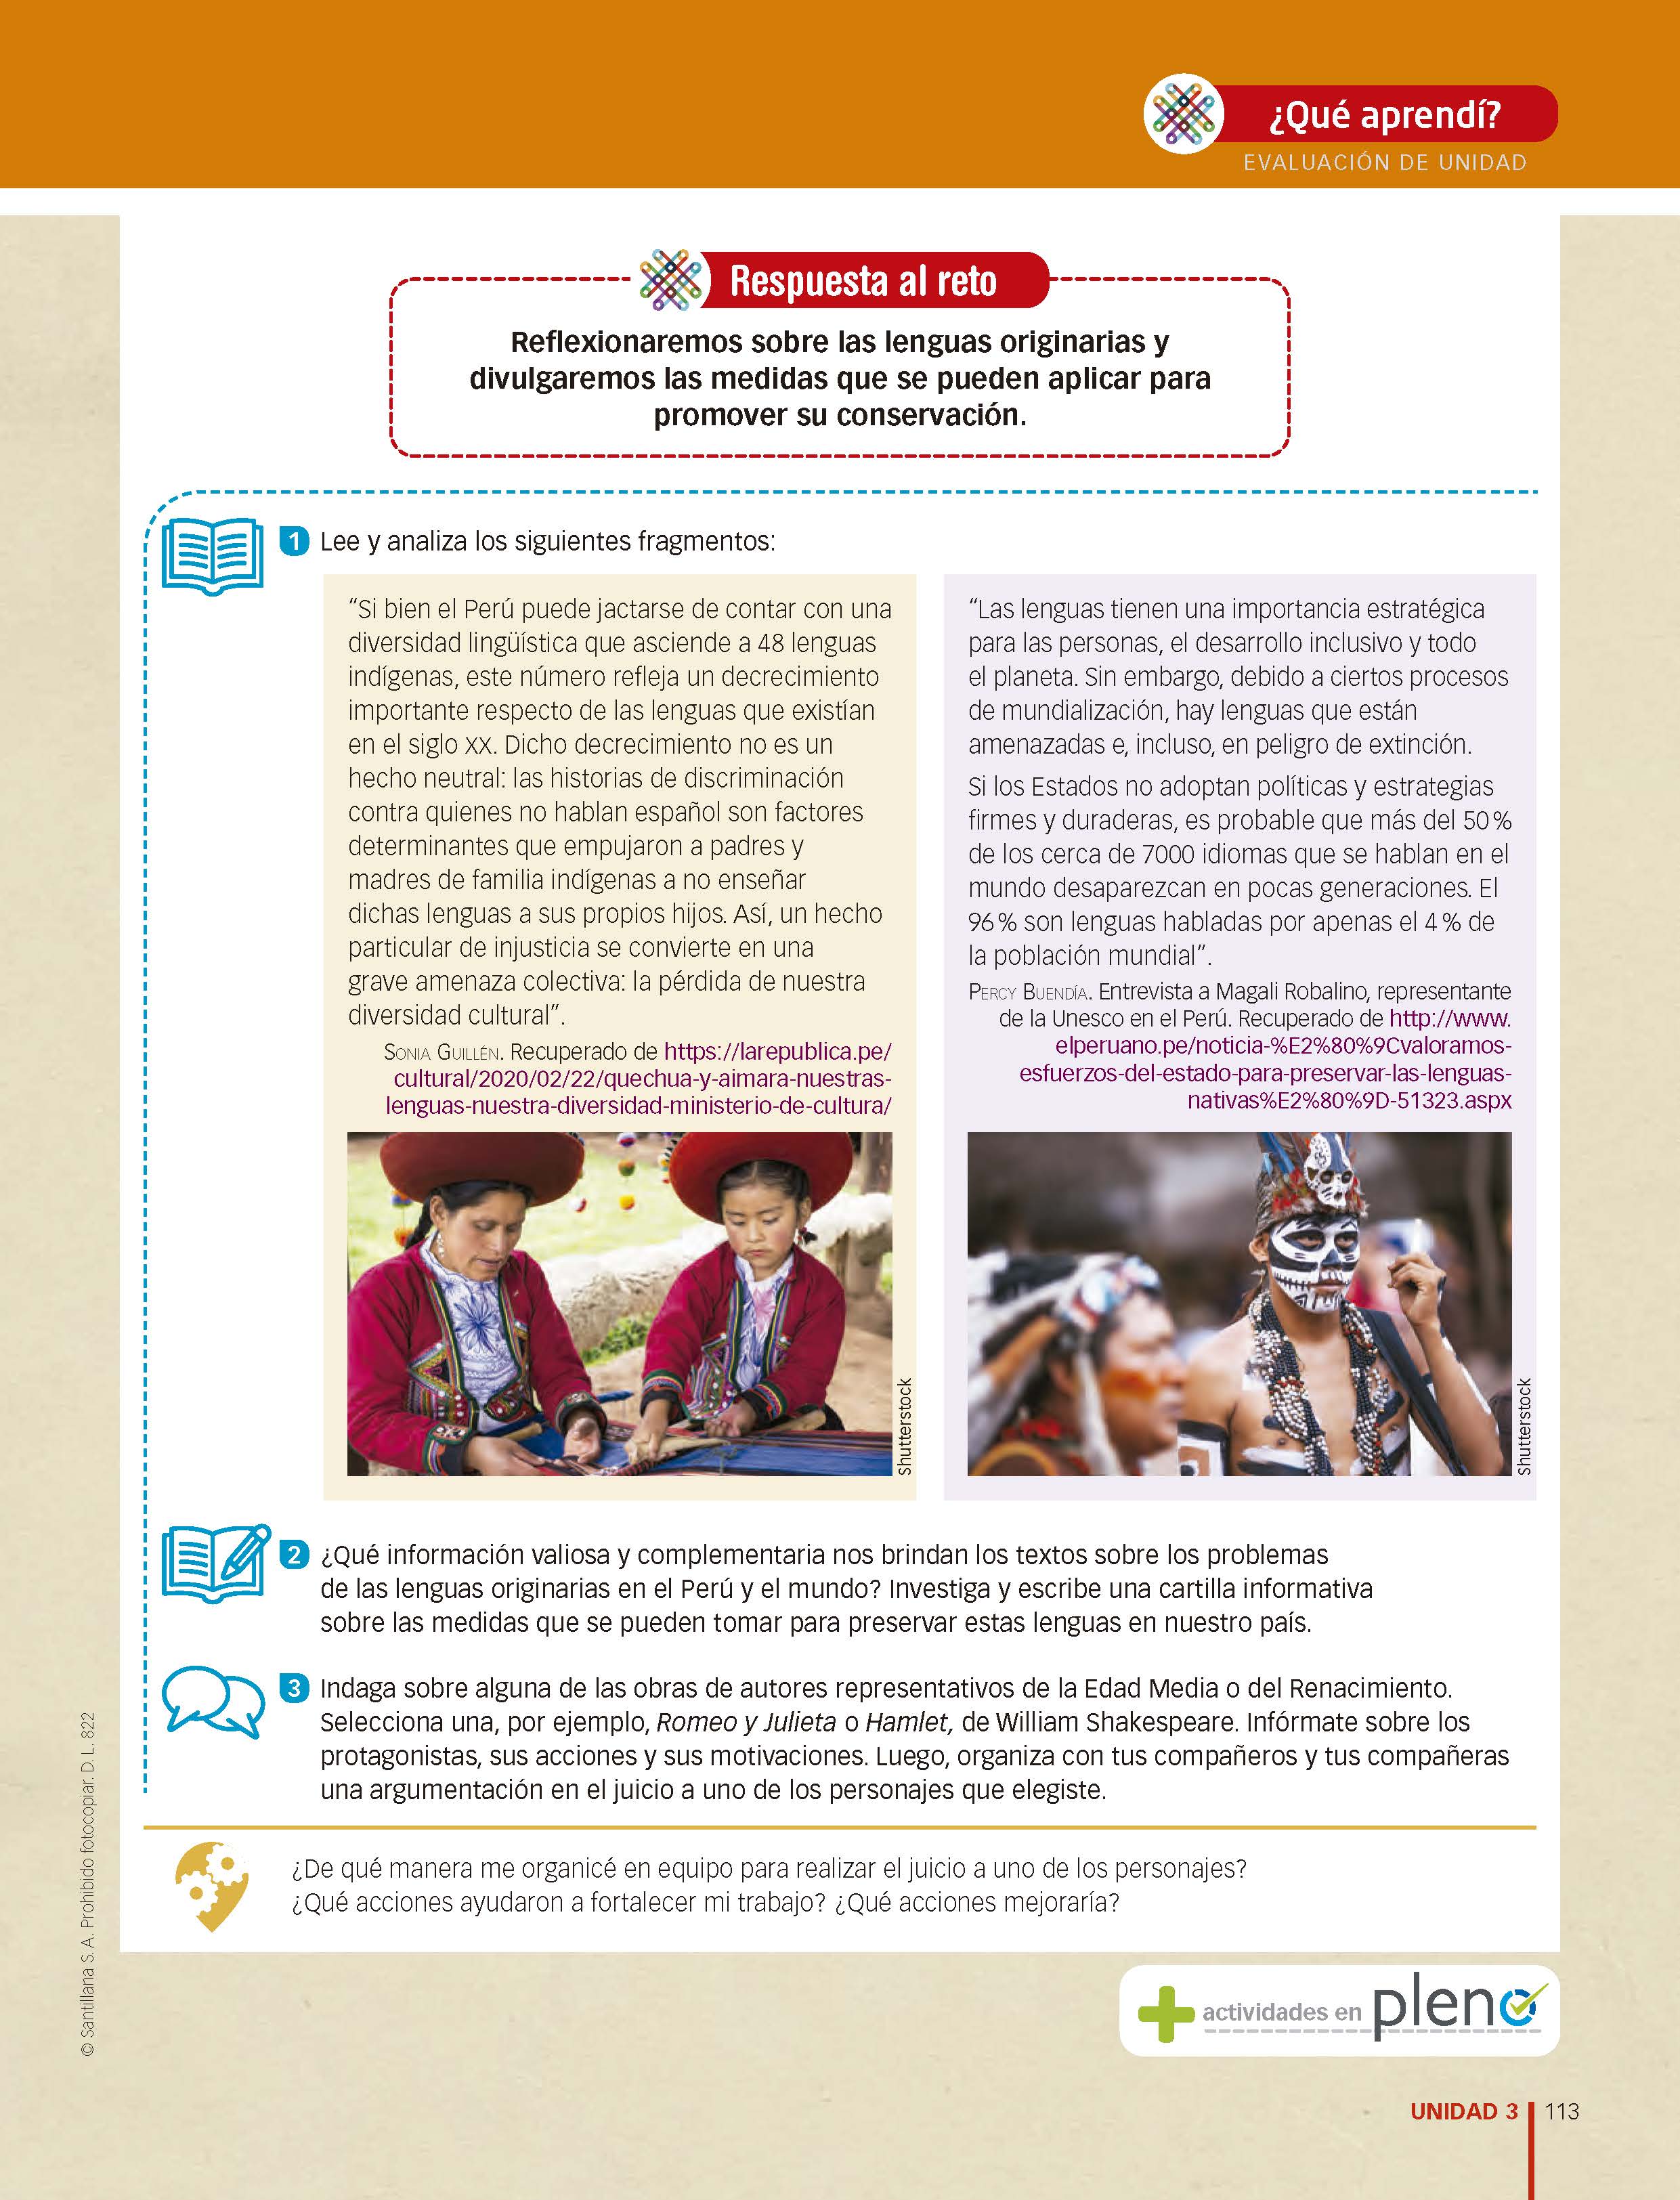 ¿Qué aprendí?
EVALUACIÓN DE UNIDAD
Respuesta al reto
Reflexionaremos sobre las lenguas originarias y
divulgaremos las medidas que se pueden aplicar para
promover su conservación.
1 Lee y analiza los siguientes fragmentos:
“Si bien el Perú puede jactarse de contar con una
diversidad lingüística que asciende a 48 lenguas
indígenas, este número refleja un decrecimiento
importante respecto de las lenguas que existían
en el siglo XX. Dicho decrecimiento no es un
hecho neutral: las historias de discriminación
contra quienes no hablan español son factores
determinantes que empujaron a padres y
madres de familia indígenas a no enseñar
dichas lenguas a sus propios hijos. Así, un hecho
particular de injusticia se convierte en una
grave amenaza colectiva: la pérdida de nuestra
diversidad cultural”.
SONIA GUILLÉN. Recuperado de https://larepublica.pe/
cultural/2020/02/22/quechua-y-aimara-nuestras-
lenguas-nuestra-diversidad-ministerio-de-cultura/
Shutterstock
“Las lenguas tienen una importancia estratégica
para las personas, el desarrollo inclusivo y todo
el planeta. Sin embargo, debido a ciertos procesos
de mundialización, hay lenguas que están
amenazadas e, incluso, en peligro de extinción.
Si los Estados no adoptan políticas y estrategias
firmes y duraderas, es probable que más del 50 %
de los cerca de 7000 idiomas que se hablan en el
mundo desaparezcan en pocas generaciones. El
96 % son lenguas habladas por apenas el 4 % de
la población mundial”.
PERCY BUENDÍA. Entrevista a Magali Robalino, representante
de la Unesco en el Perú. Recuperado de http://www.
elperuano.pe/noticia-%E2%80%9Cvaloramos-
esfuerzos-del-estado-para-preservar-las-lenguas-
nativas%E2%80%9D-51323.aspx
Shutterstock
2 ¿Qué información valiosa y complementaria nos brindan los textos sobre los problemas
de las lenguas originarias en el Perú y el mundo? Investiga y escribe una cartilla informativa
sobre las medidas que se pueden tomar para preservar estas lenguas en nuestro país.
3 Indaga sobre alguna de las obras de autores representativos de la Edad Media o del Renacimiento.
Selecciona una, por ejemplo, Romeo y Julieta o Hamlet, de William Shakespeare. Infórmate sobre los
protagonistas, sus acciones y sus motivaciones. Luego, organiza con tus compañeros y tus compañeras
una argumentación en el juicio a uno de los personajes que elegiste.
¿De qué manera me organicé en equipo para realizar el juicio a uno de los personajes?
¿Qué acciones ayudaron a fortalecer mi trabajo? ¿Qué acciones mejoraría?
© Santillana S. A. Prohibido fotocopiar. D. L. 822
actividades en pleno
UNIDAD 3 113